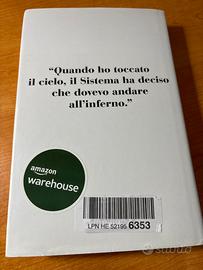 “Quando ho toccato
il cielo, il Sistema ha deciso
che dovevo andare
all’inferno.”
amazon
warehouse
LPN HE 52195 6353
subito